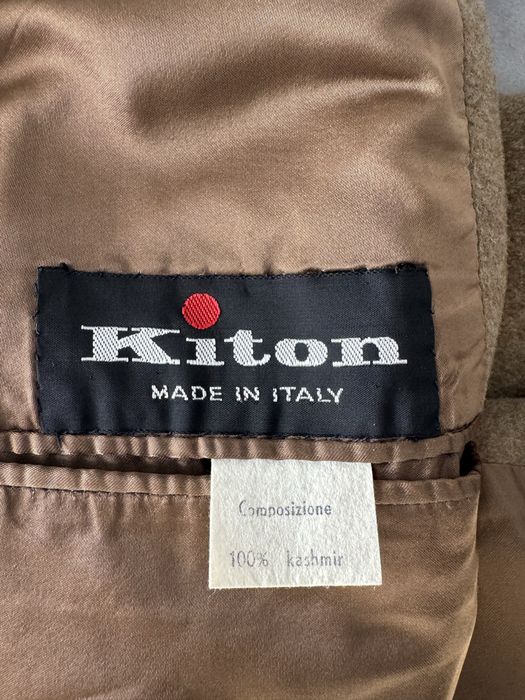 Kiton
MADE IN ITALY
Composizione
100% kashmir